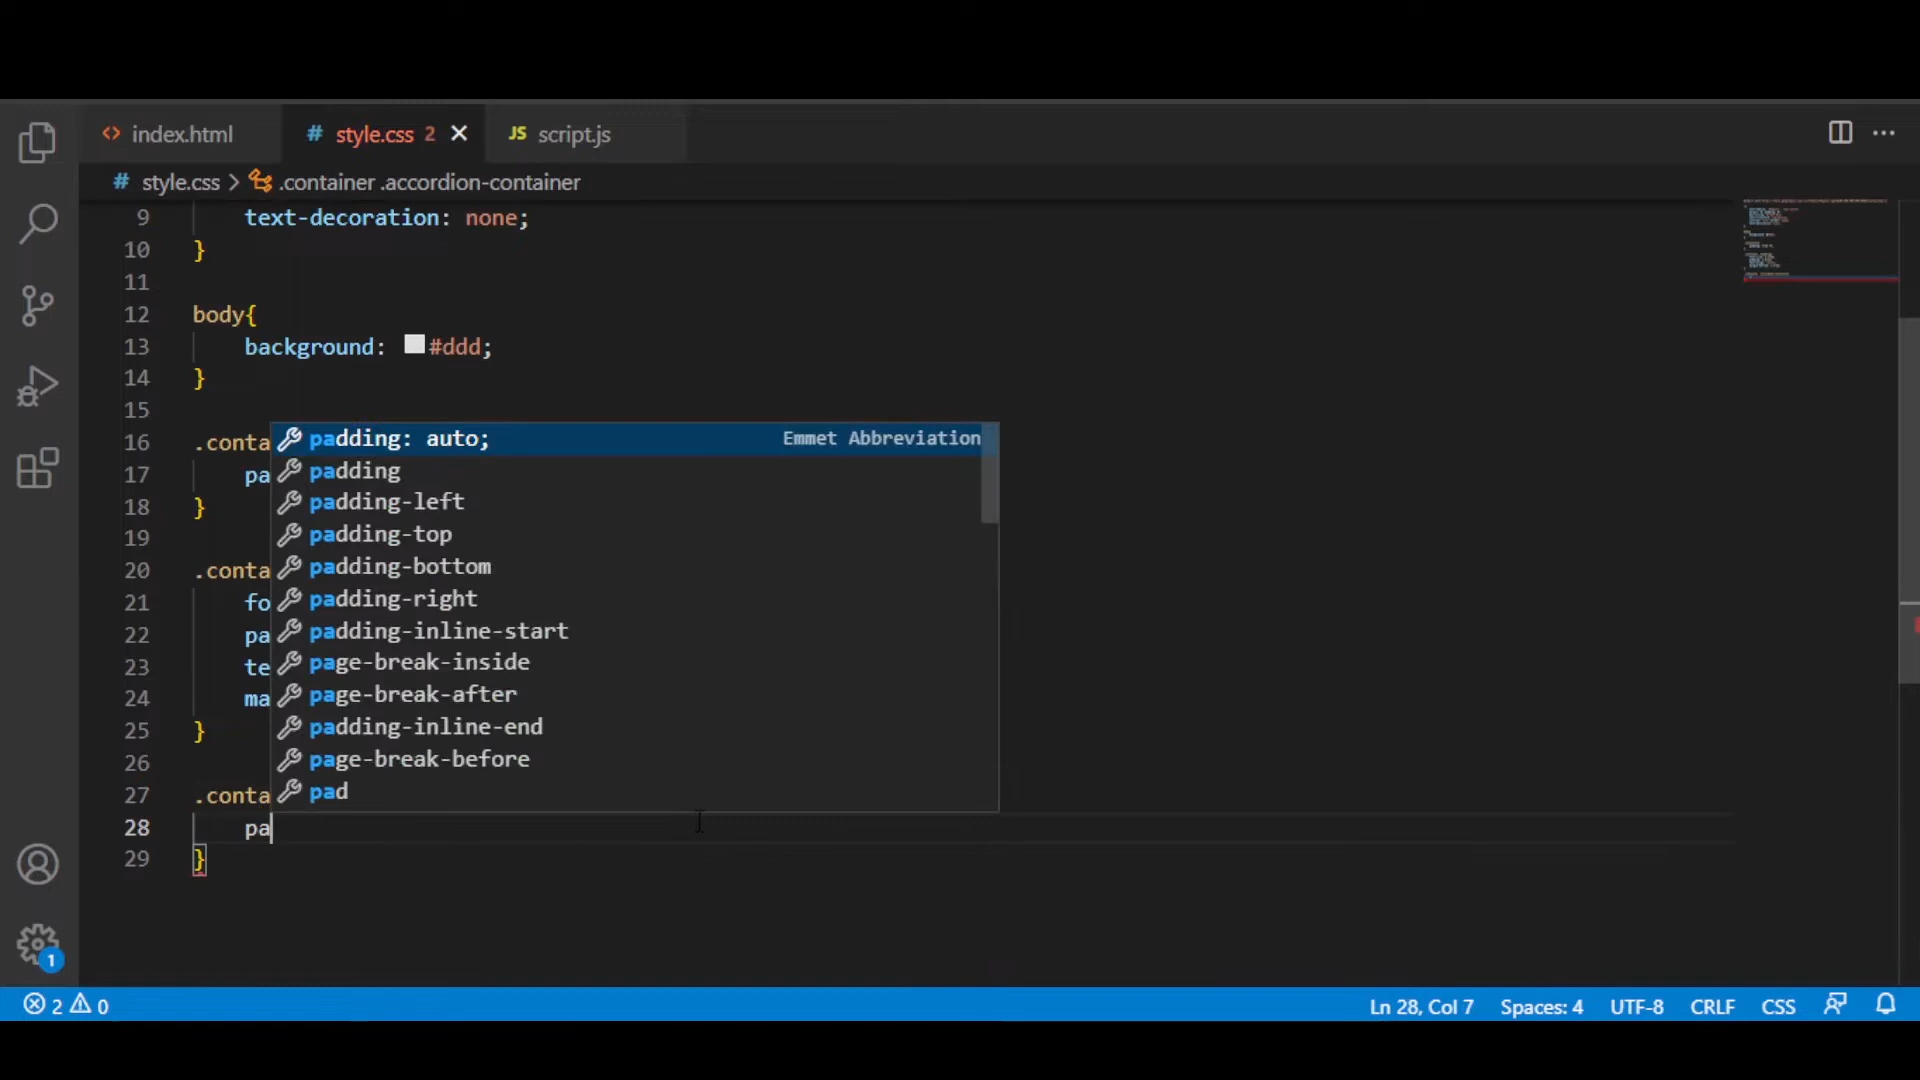 index.html
style.css 2
JS script.js
# style.css > .container .accordion-container
9 text-decoration: none;
10 }
11
12 body{
13 background: #ddd;
14 }
15
16 .conta
17 pa
18 }
19
20 .conta
21 fo
22 pa
23 te
24 ma
25 }
26
27 .conta
28 pa
29 }
padding: auto; Emmet Abbreviation
padding
padding-left
padding-top
padding-bottom
padding-right
padding-inline-start
page-break-inside
page-break-after
padding-inline-end
page-break-before
pad
1
2 0 Ln 28, Col 7 Spaces: 4 UTF-8 CRLF CSS